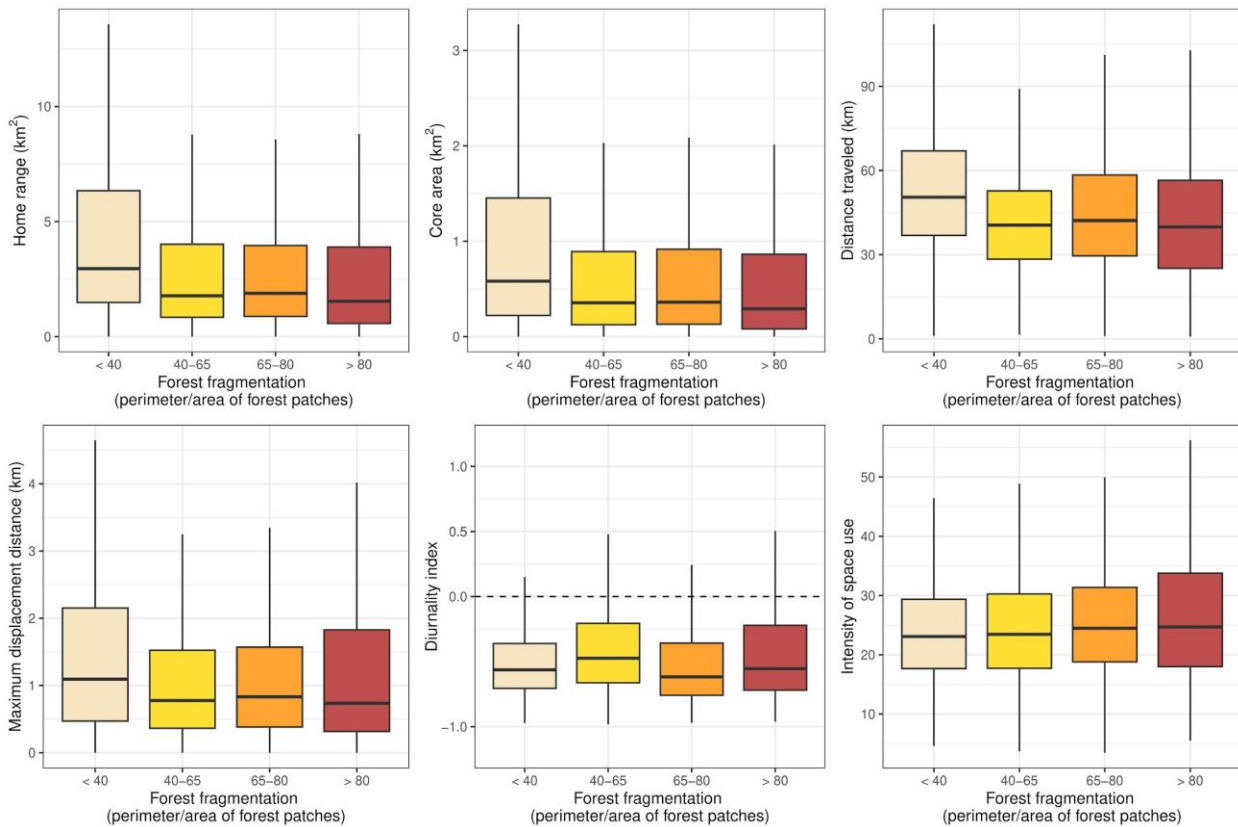 Home range (km²)
10
5
0
< 40
40–65
65–80
> 80
Forest fragmentation
(perimeter/area of forest patches)
Core area (km²)
3
2
1
0
< 40
40–65
65–80
> 80
Forest fragmentation
(perimeter/area of forest patches)
Distance traveled (km)
90
60
30
0
< 40
40–65
65–80
> 80
Forest fragmentation
(perimeter/area of forest patches)
Maximum displacement distance (km)
4
3
2
1
0
< 40
40–65
65–80
> 80
Forest fragmentation
(perimeter/area of forest patches)
Diurnality index
1.0
0.5
0.0
−1.0
< 40
40–65
65–80
> 80
Forest fragmentation
(perimeter/area of forest patches)
Intensity of space use
50
40
30
20
10
< 40
40–65
65–80
> 80
Forest fragmentation
(perimeter/area of forest patches)